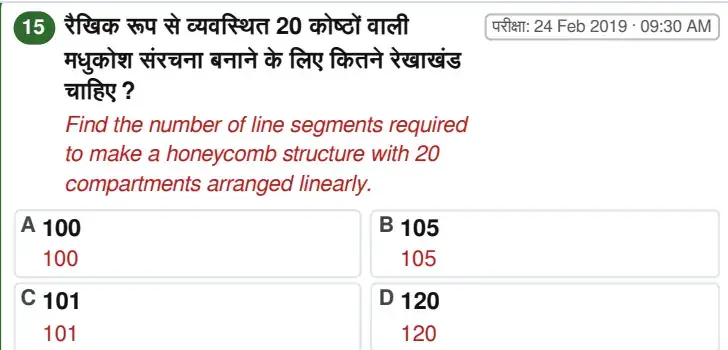 15 रैखिक रूप से व्यवस्थित 20 कोष्ठों वाली
परीक्षा: 24 Feb 2019 · 09:30 AM
मधुकोश संरचना बनाने के लिए कितने रेखाखंड
चाहिए ?
Find the number of line segments required
to make a honeycomb structure with 20
compartments arranged linearly.
A 100
100
B 105
105
C 101
101
D 120
120